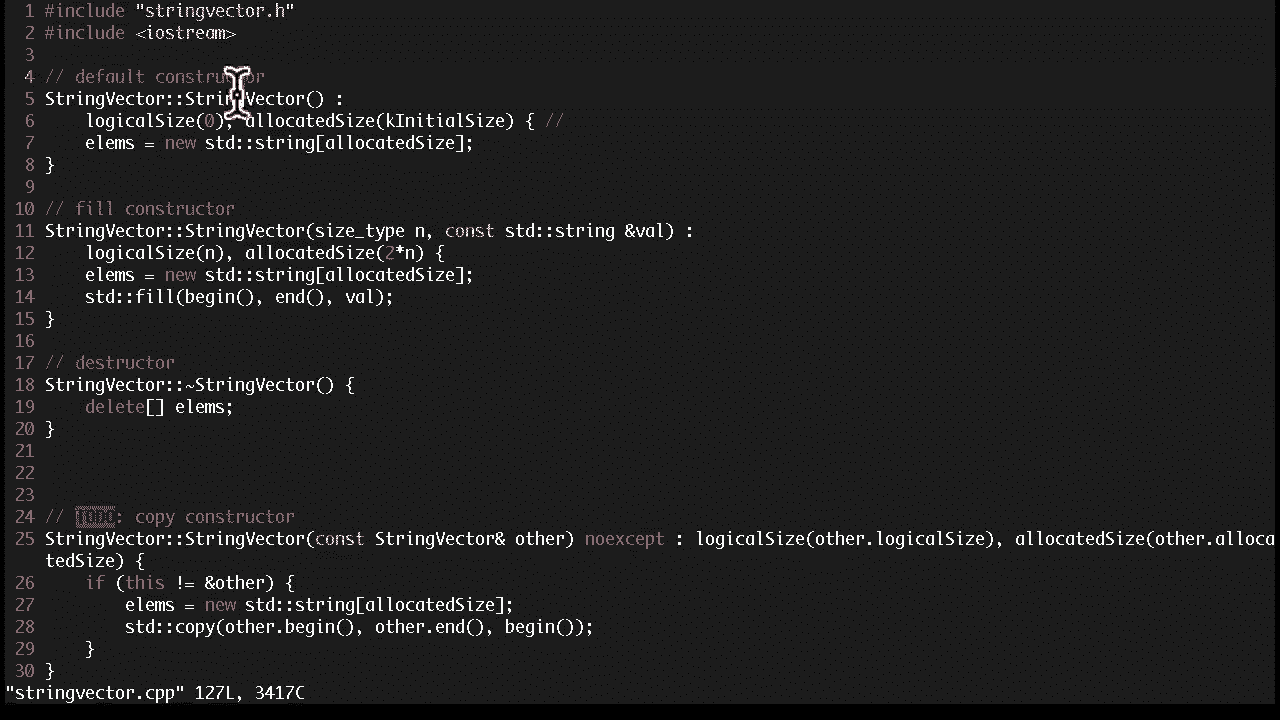 1 #include "stringvector.h"
2 #include <iostream>
3
4 // default constructor
5 StringVector::StringVector() :
6     logicalSize(0), allocatedSize(kInitialSize) { //
7     elems = new std::string[allocatedSize];
8 }
9
10 // fill constructor
11 StringVector::StringVector(size_type n, const std::string &val) :
12     logicalSize(n), allocatedSize(2*n) {
13     elems = new std::string[allocatedSize];
14     std::fill(begin(), end(), val);
15 }
16
17 // destructor
18 StringVector::~StringVector() {
19     delete[] elems;
20 }
21
22
23
24 // TODO: copy constructor
25 StringVector::StringVector(const StringVector& other) noexcept : logicalSize(other.logicalSize), allocatedSize(other.alloca
tedSize) {
26     if (this != &other) {
27         elems = new std::string[allocatedSize];
28         std::copy(other.begin(), other.end(), begin());
29     }
30 }
"stringvector.cpp" 127L, 3417C